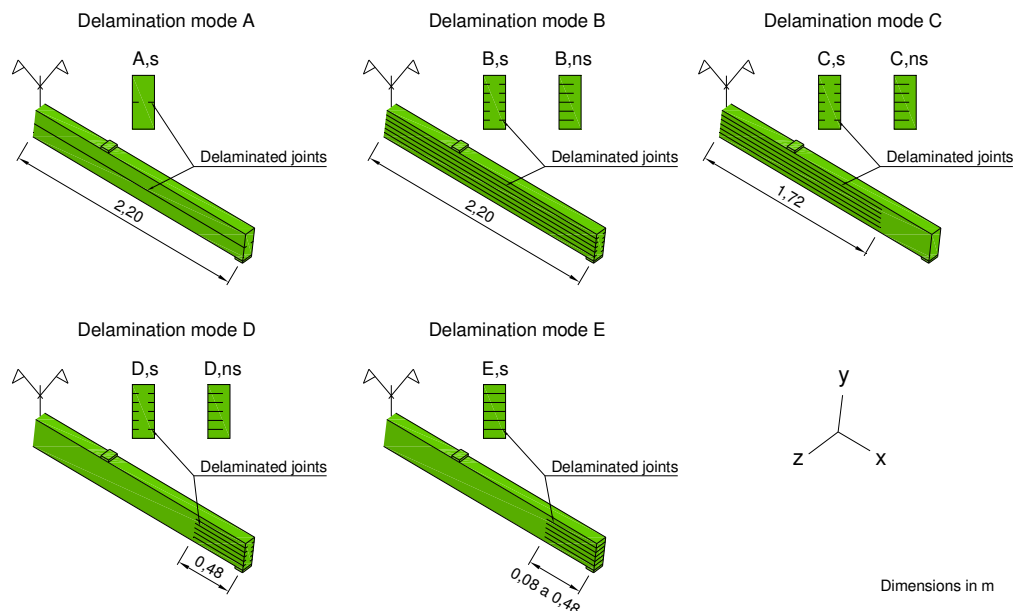 Delamination mode A
A,s
Delaminated joints
2,20
Delamination mode B
B,s B,ns
Delaminated joints
2,20
Delamination mode C
C,s C,ns
Delaminated joints
1,72
Delamination mode D
D,s D,ns
Delaminated joints
0,48
Delamination mode E
E,s
Delaminated joints
0,08 a 0,48
y
z x
Dimensions in m